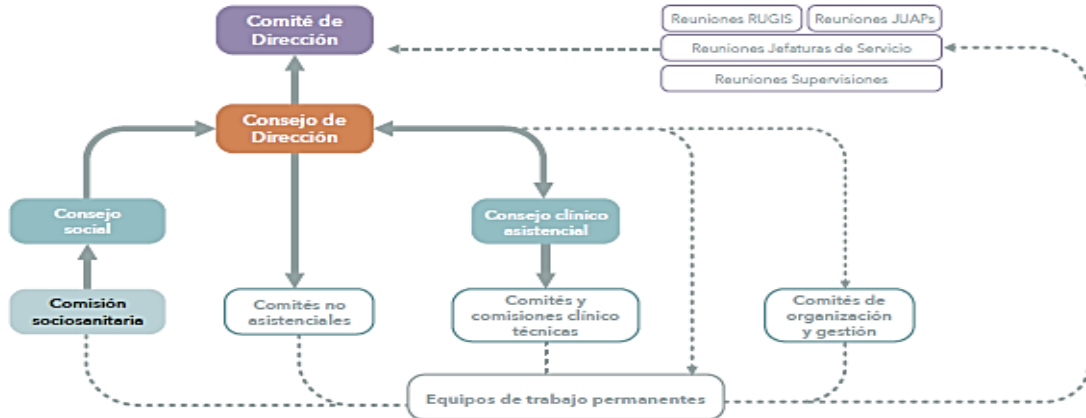 Comité de
Dirección
Reuniones RUGIS
Reuniones JUAPs
Reuniones Jefaturas de Servicio
Reuniones Supervisiones
Consejo de
Dirección
Consejo
social
Consejo clínico
asistencial
Comisión
sociosanitaria
Comités no
asistenciales
Comités y
comisiones clínico
técnicas
Comités de
organización
y gestión
Equipos de trabajo permanentes